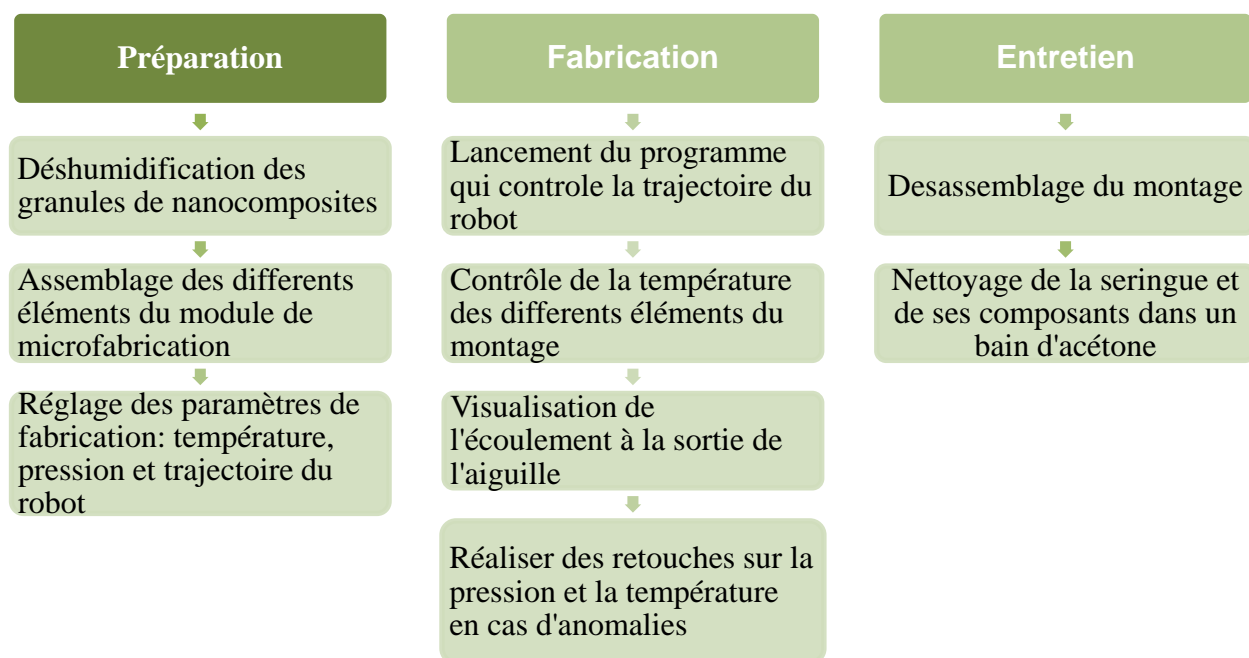 Préparation
Déshumidification des
granules de nanocomposites
Assemblage des differents
éléments du module de
microfabrication
Réglage des paramètres de
fabrication: température,
pression et trajectoire du
robot
Fabrication
Lancement du programme
qui controle la trajectoire du
robot
Contrôle de la température
des differents éléments du
montage
Visualisation de
l'écoulement à la sortie de
l'aiguille
Réaliser des retouches sur la
pression et la température
en cas d'anomalies
Entretien
Desassemblage du montage
Nettoyage de la seringue et
de ses composants dans un
bain d'acétone